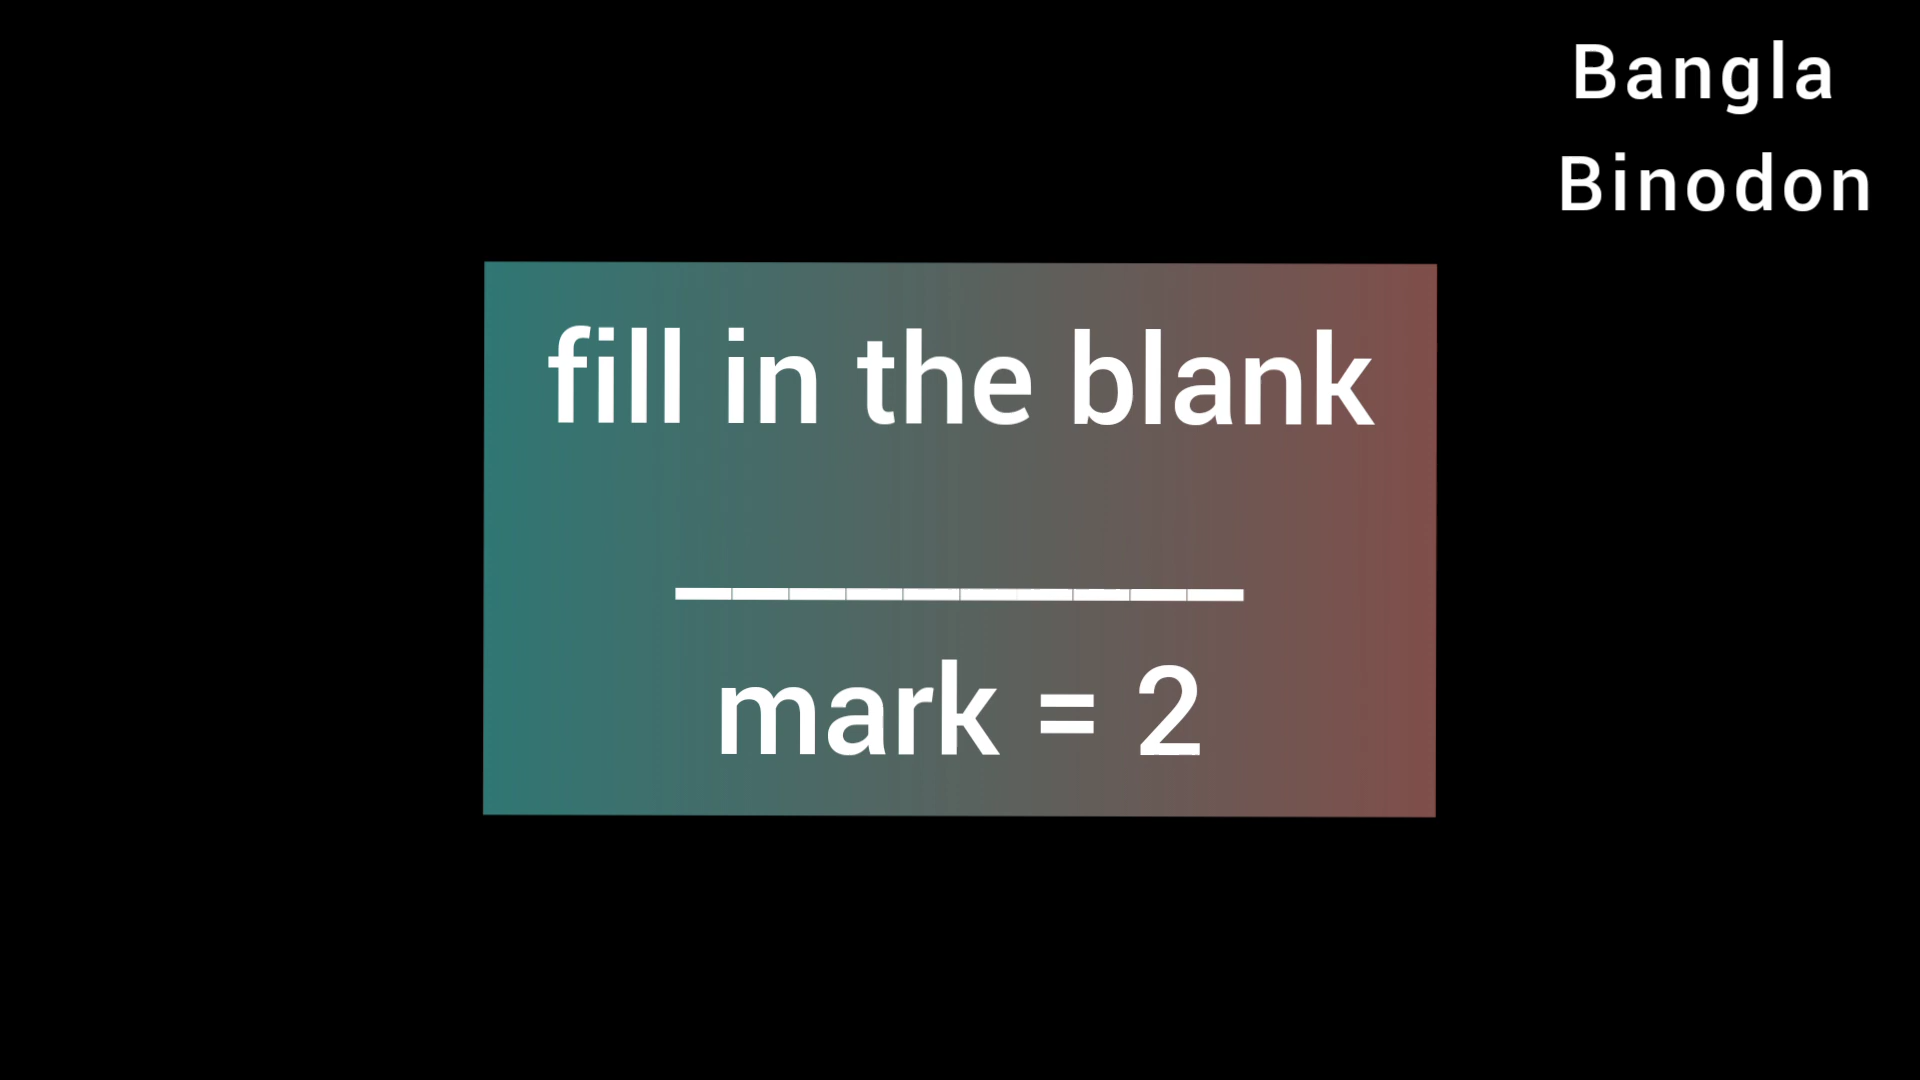 Bangla
Binodon
fill in the blank
__________
mark = 2